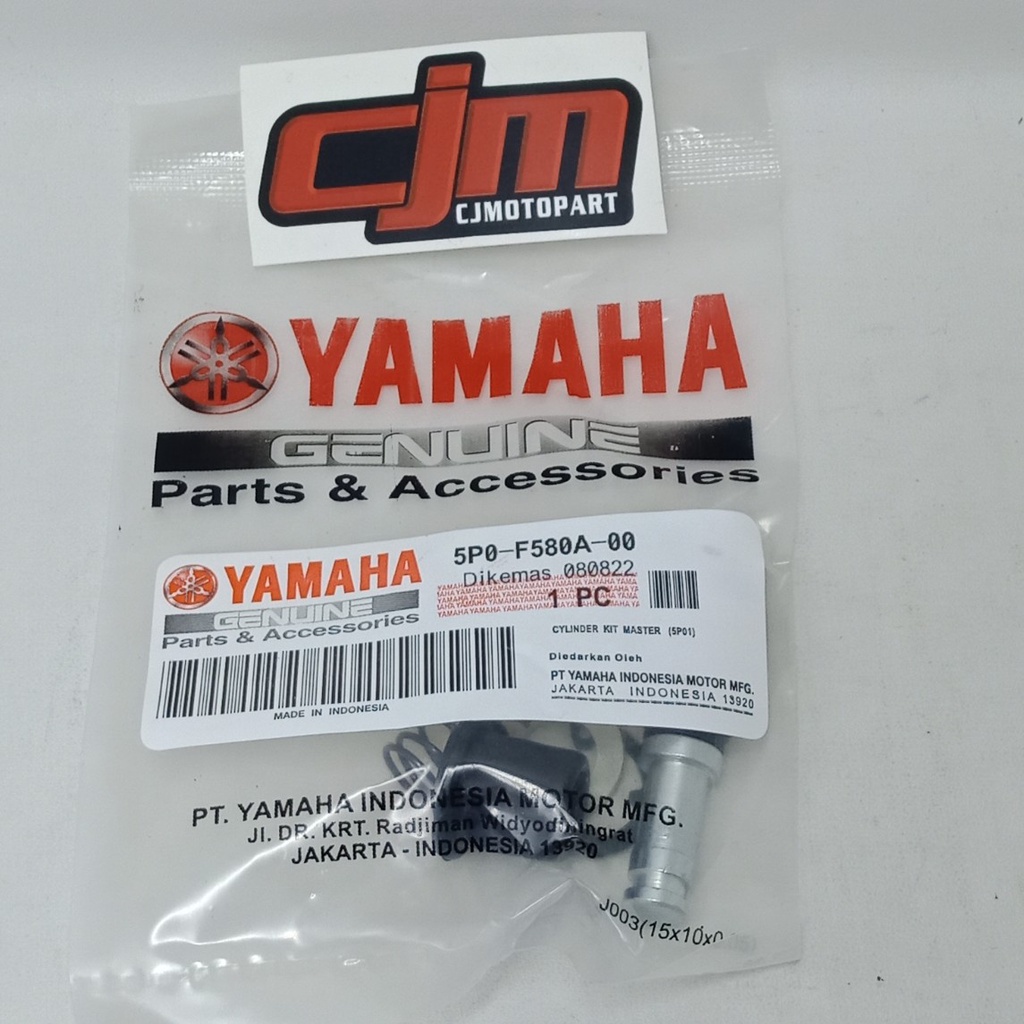 cjm
CJMOTOPART
YAMAHA
GENUINE
Parts & Accessories
YAMAHA
GENUINE
Parts & Accessories
MADE IN INDONESIA
5P0-F580A-00
Dikemas 080822
1 PC
CYLINDER KIT MASTER (5P01)
Diedarkan Oleh
PT YAMAHA INDONESIA MOTOR MFG.
JAKARTA INDONESIA 13920
PT. YAMAHA INDONESIA MOTOR MFG.
Jl. DR. KRT. Radjiman Widyodiningrat
JAKARTA - INDONESIA 13920